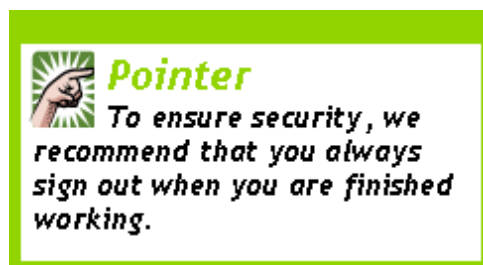 Pointer
To ensure security, we
recommend that you always
sign out when you are finished
working.